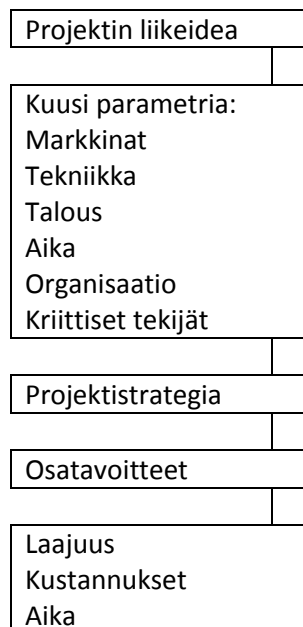 Projektin liikeidea
Kuusi parametria:
Markkinat
Tekniikka
Talous
Aika
Organisaatio
Kriittiset tekijät
Projektistrategia
Osatavoitteet
Laajuus
Kustannukset
Aika